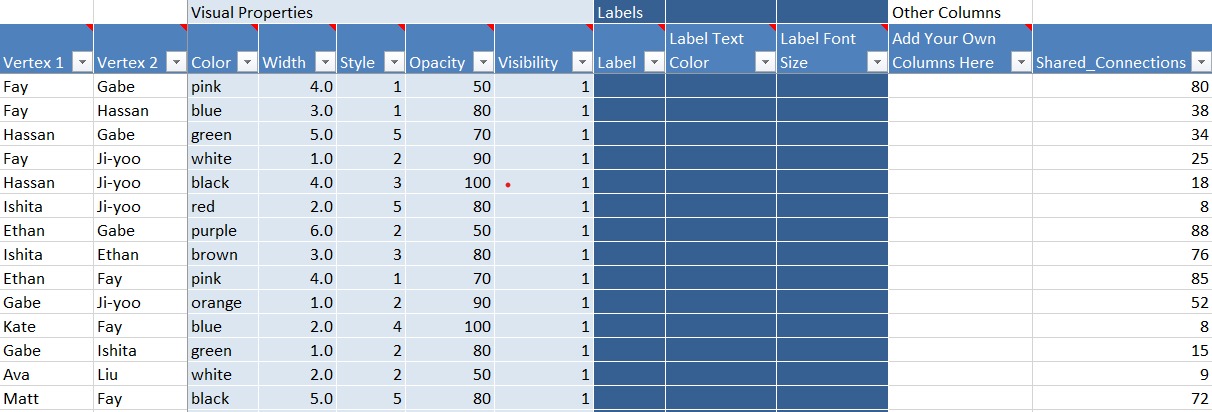 Visual Properties Labels Other Columns
Label Text Label Font Add Your Own
Vertex 1 Vertex 2 Color Width Style Opacity Visibility Label Color Size Columns Here Shared_Connections
Fay Gabe pink 4.0 1 50 1 80
Fay Hassan blue 3.0 1 80 1 38
Hassan Gabe green 5.0 5 70 1 34
Fay Ji-yoo white 1.0 2 90 1 25
Hassan Ji-yoo black 4.0 3 100 1 18
Ishita Ji-yoo red 2.0 5 80 1 8
Ethan Gabe purple 6.0 2 50 1 88
Ishita Ethan brown 3.0 3 80 1 76
Ethan Fay pink 4.0 1 70 1 85
Gabe Ji-yoo orange 1.0 2 90 1 52
Kate Fay blue 2.0 4 100 1 8
Gabe Ishita green 1.0 2 80 1 15
Ava Liu white 2.0 2 50 1 9
Matt Fay black 5.0 5 80 1 72